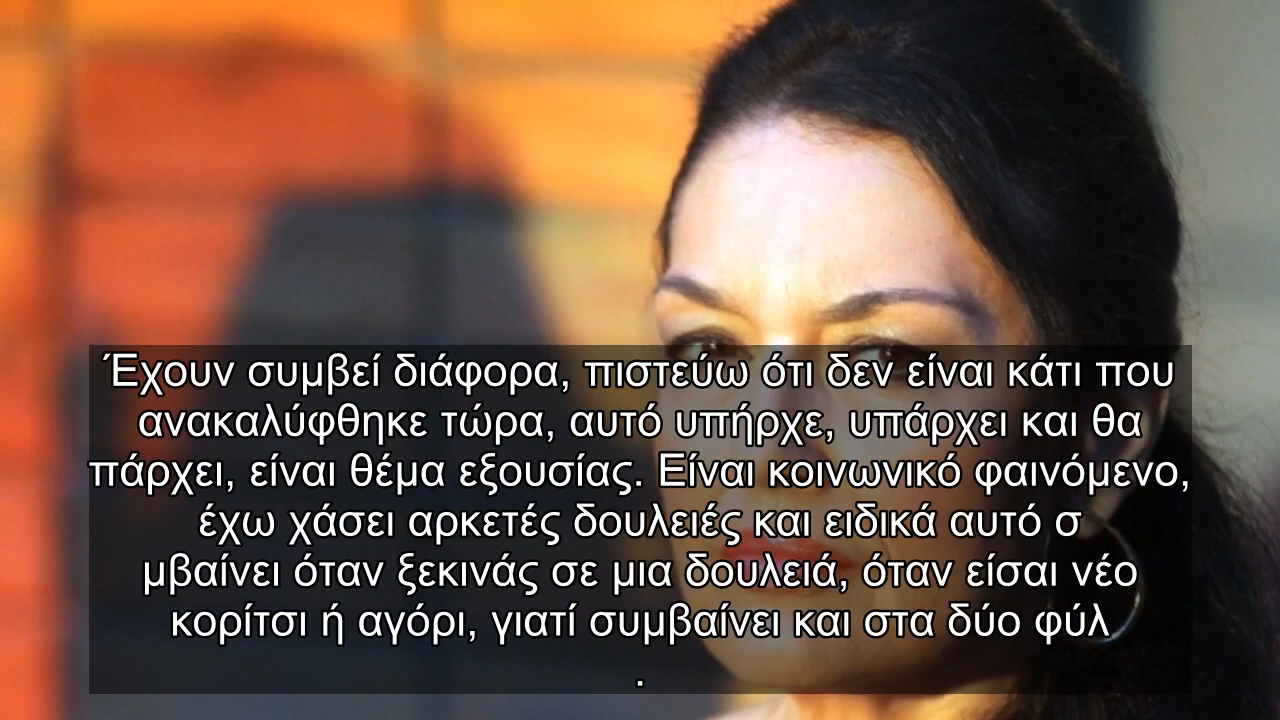 Έχουν συμβεί διάφορα, πιστεύω ότι δεν είναι κάτι που
ανακαλύφθηκε τώρα, αυτό υπήρχε, υπάρχει και θα
πάρχει, είναι θέμα εξουσίας. Είναι κοινωνικό φαινόμενο,
έχω χάσει αρκετές δουλειές και ειδικά αυτό σ
μβαίνει όταν ξεκινάς σε μια δουλειά, όταν είσαι νέο
κορίτσι ή αγόρι, γιατί συμβαίνει και στα δύο φύλ
.